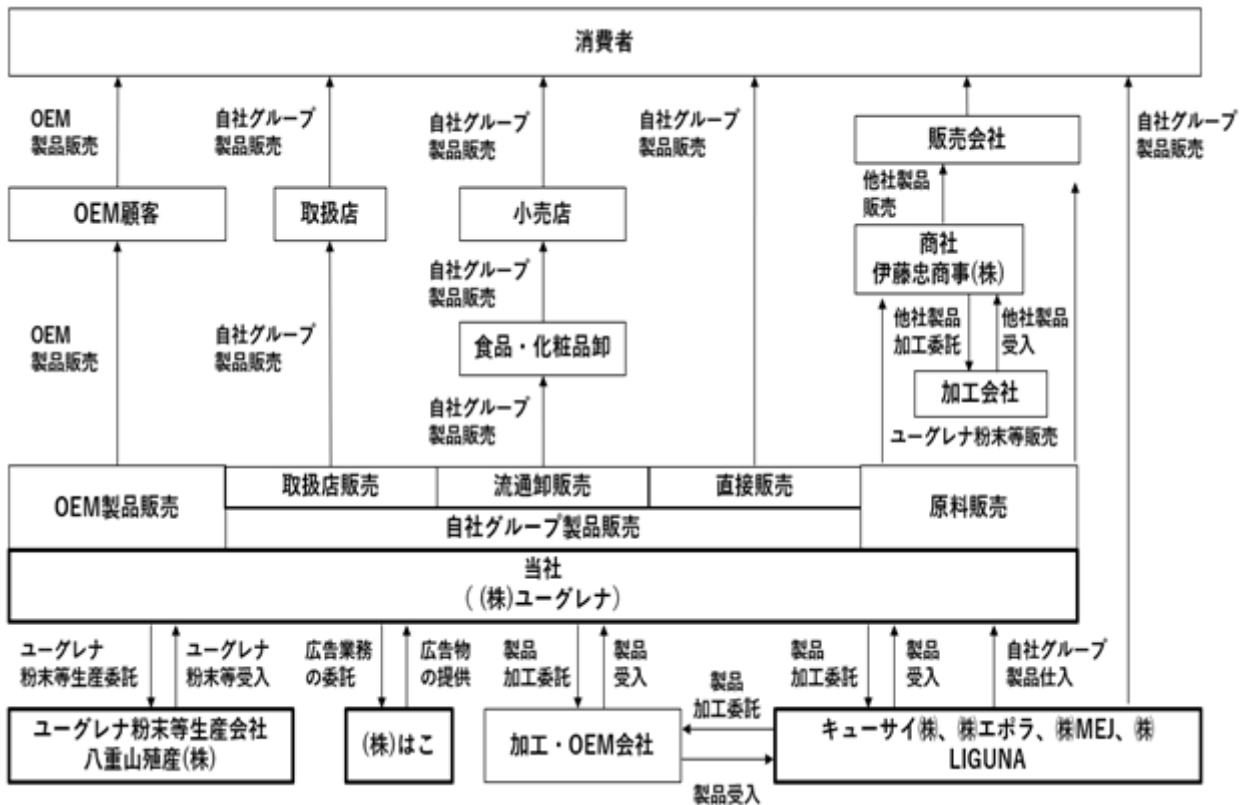 消費者
OEM
製品販売
自社グループ
製品販売
自社グループ
製品販売
自社グループ
製品販売
自社グループ
製品販売
販売会社
他社製品
販売
OEM顧客
取扱店
小売店
商社
伊藤忠商事(株)
自社グループ
製品販売
他社製品
加工委託
他社製品
受入
OEM
製品販売
自社グループ
製品販売
食品・化粧品卸
加工会社
自社グループ
製品販売
ユーグレナ粉末等販売
OEM製品販売
取扱店販売
流通卸販売
直接販売
原料販売
自社グループ製品販売
当社
( (株)ユーグレナ)
ユーグレナ
粉末等生産委託
ユーグレナ
粉末等受入
広告業務
の委託
広告物
の提供
製品
加工委託
製品
受入
製品
加工委託
製品
受入
自社グループ
製品仕入
製品
加工委託
ユーグレナ粉末等生産会社
八重山殖産(株)
(株)はこ
加工・OEM会社
キューサイ㈱、㈱エポラ、㈱MEJ、㈱
LIGUNA
製品受入